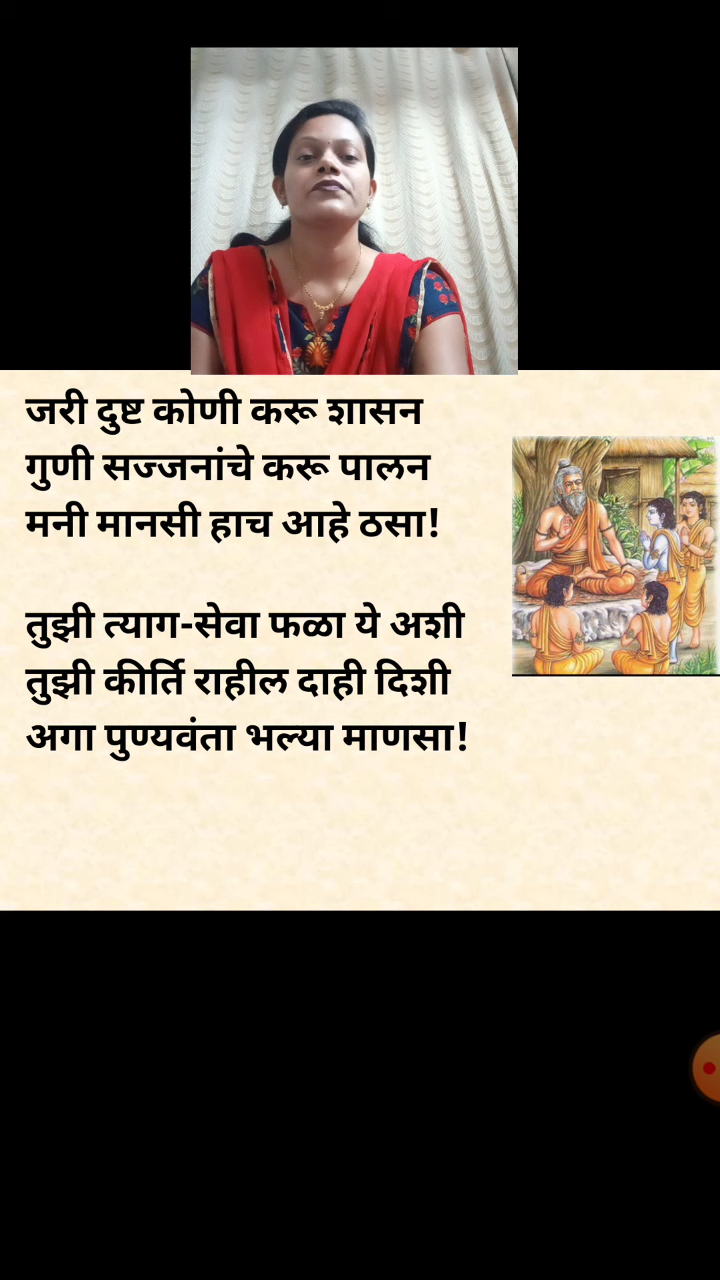 जरी दुष्ट कोणी करू शासन
गुणी सज्जनांचे करू पालन
मनी मानसी हाच आहे ठसा!
तुझी त्याग-सेवा फळा ये अशी
तुझी कीर्ति राहील दाही दिशी
अगा पुण्यवंता भल्या माणसा!